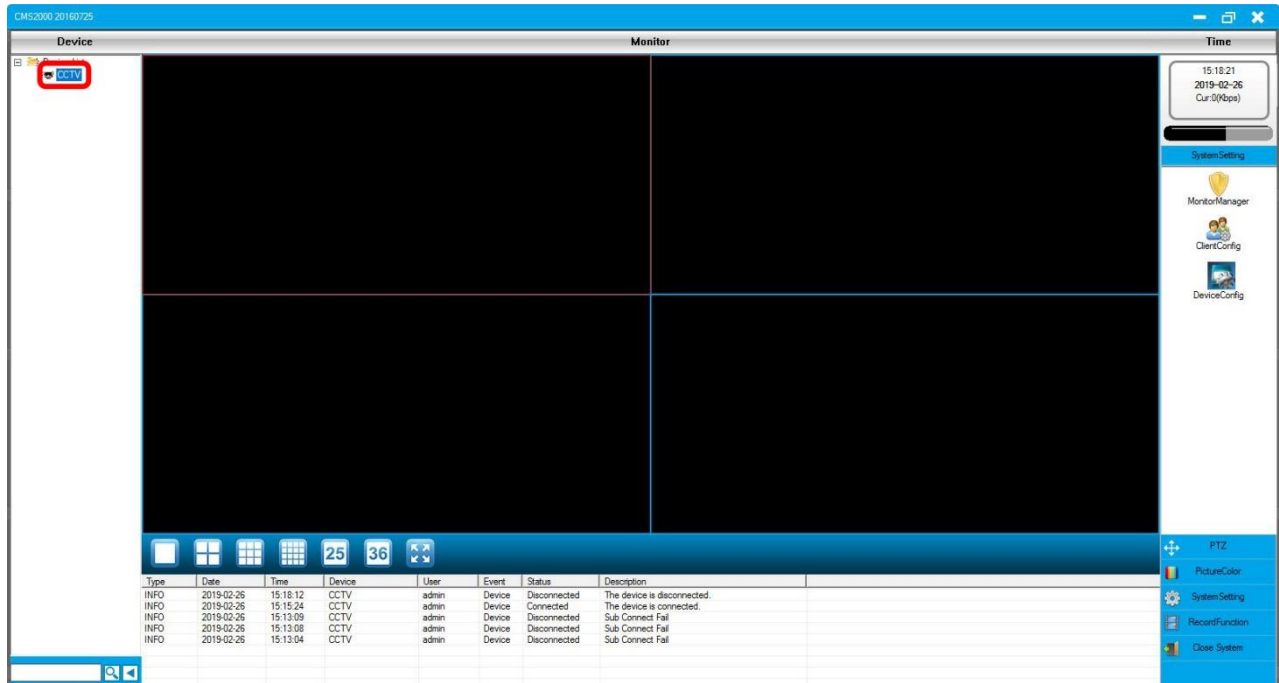 CMS2000 20160725
Device Monitor Time
CCTV
15:18:21
2019-02-26
Cur:0(Kbps)
SystemSetting
MonitorManager
ClientConfig
DeviceConfig
25 36
PTZ
PictureColor
SystemSetting
RecordFunction
Close System
Type Date Time Device User Event Status Description
INFO 2019-02-26 15:18:12 CCTV admin Device Disconnected The device is disconnected.
INFO 2019-02-26 15:15:24 CCTV admin Device Connected The device is connected.
INFO 2019-02-26 15:13:09 CCTV admin Device Disconnected Sub Connect Fail
INFO 2019-02-26 15:13:08 CCTV admin Device Disconnected Sub Connect Fail
INFO 2019-02-26 15:13:04 CCTV admin Device Disconnected Sub Connect Fail